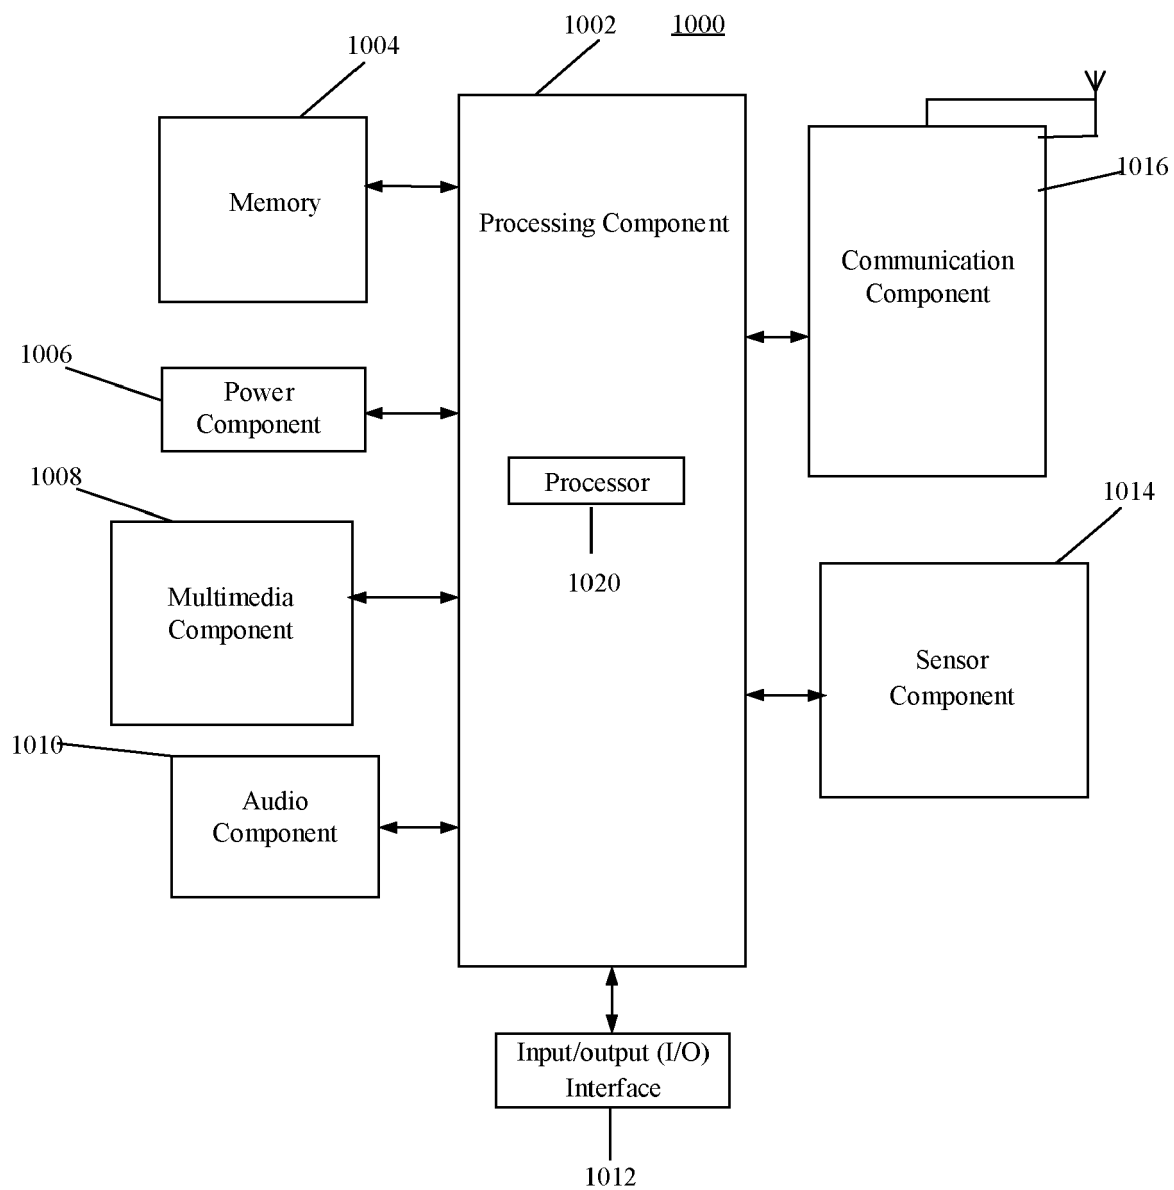 1002
1000
1004
Memory
Processing Component
1016
Communication
Component
1006
Power
Component
1008
Processor
1014
1020
Multimedia
Component
Sensor
Component
1010
Audio
Component
Input/output (I/O)
Interface
1012